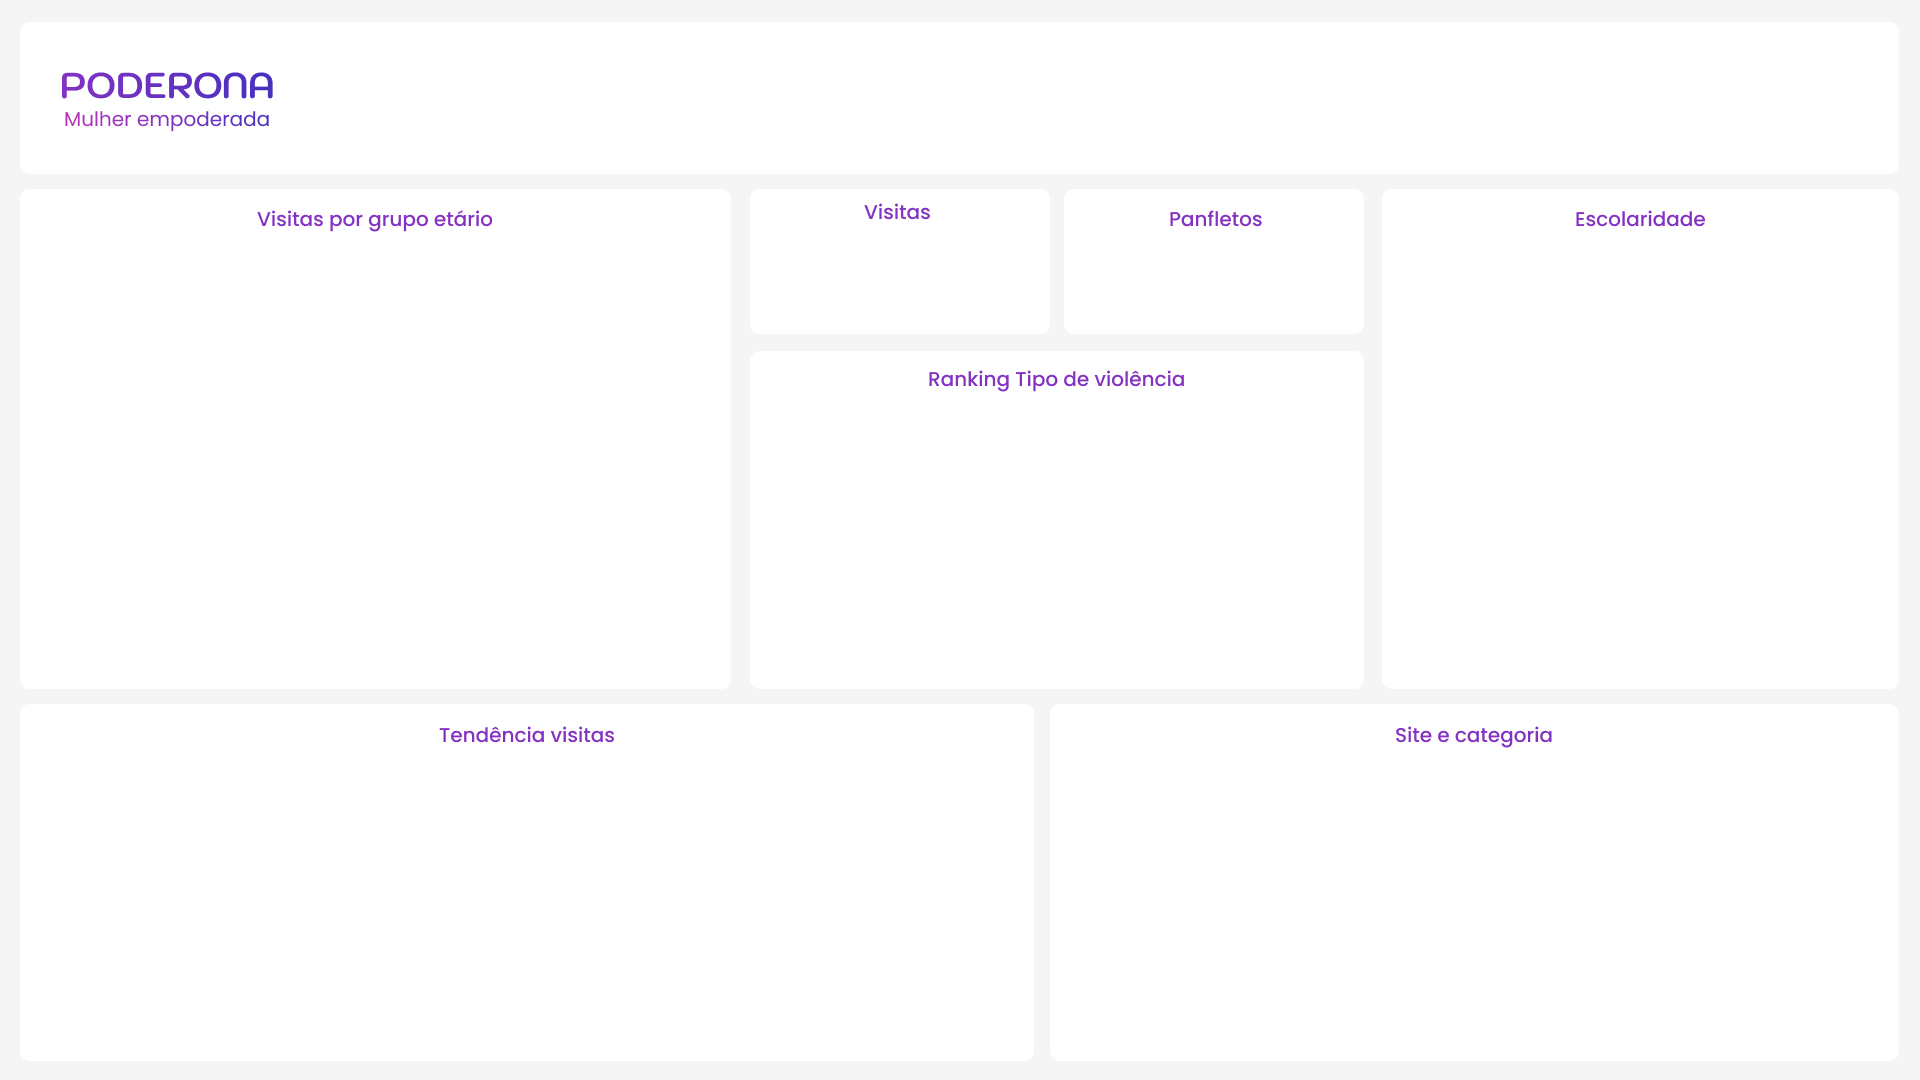 PODERONA
Mulher empoderada
Visitas por grupo etário
Visitas
Panfletos
Escolaridade
Ranking Tipo de violência
Tendência visitas
Site e categoria